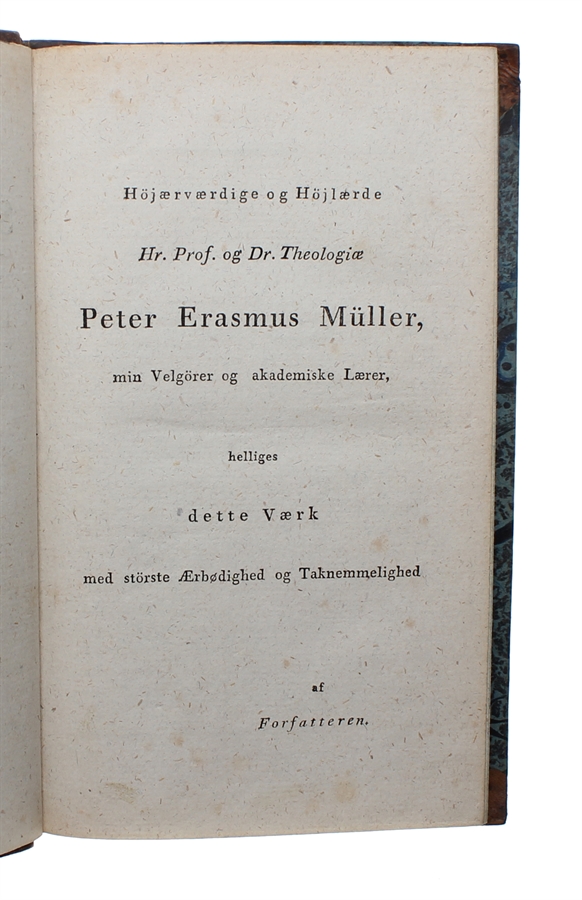 Höjærværdige og Höjlærde
Hr. Prof. og Dr. Theologiæ
Peter Erasmus Müller,
min Velgörer og akademiske Lærer,
helliges
dette Værk
med störste Ærbødighed og Taknemmelighed
af
Forfatteren.